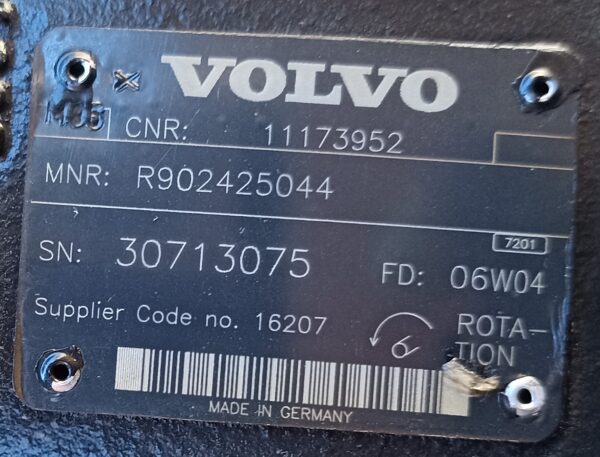 VOLVO
CNR: 11173952
MNR: R902425044
7201
SN: 30713075
FD: 06W04
Supplier Code no. 16207
ROTA-
TION
MADE IN GERMANY